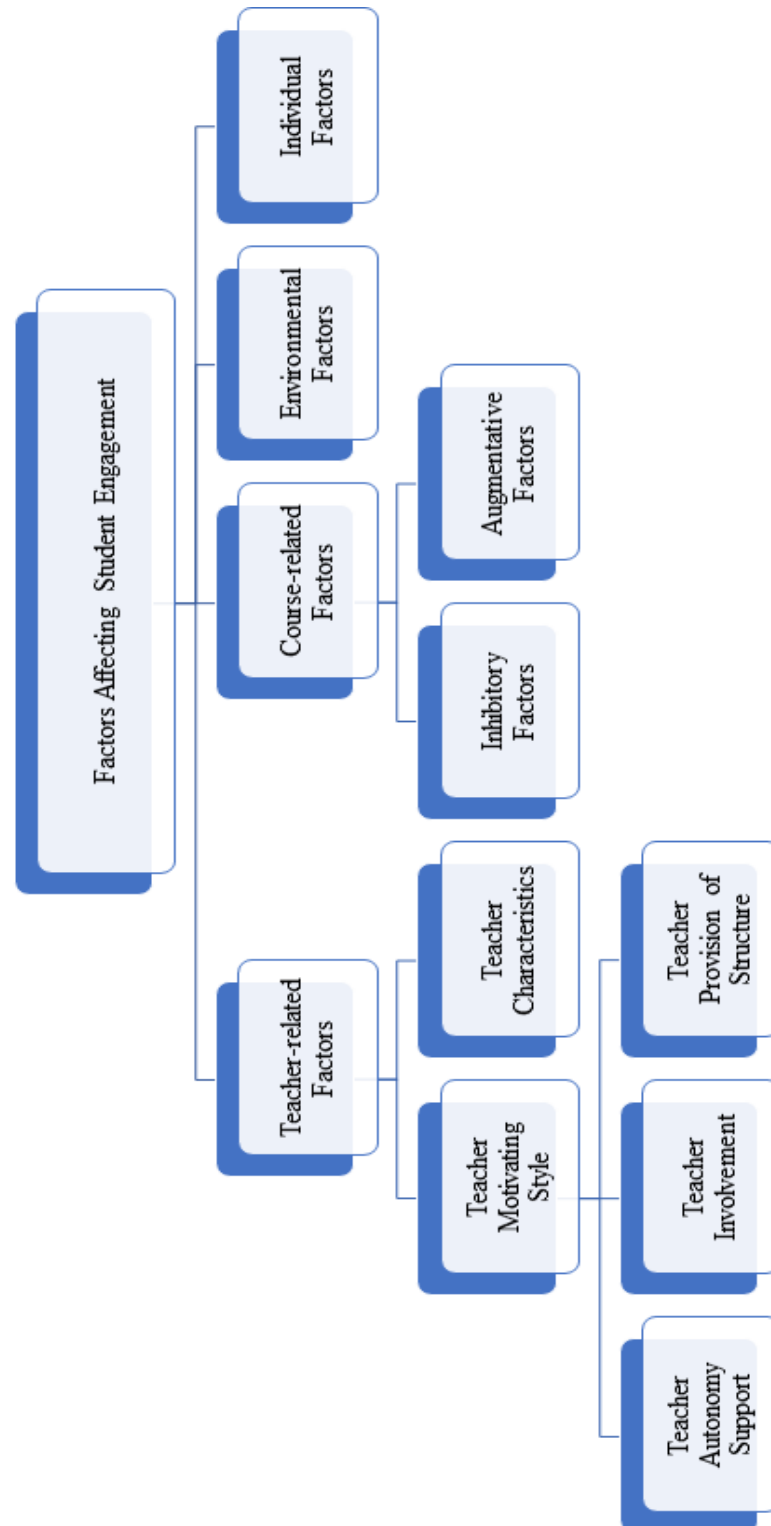 Factors Affecting Student Engagement
Teacher-related
Factors
Course-related
Factors
Environmental
Factors
Individual
Factors
Teacher
Motivating
Style
Teacher
Characteristics
Inhibitory
Factors
Augmentative
Factors
Teacher
Autonomy
Support
Teacher
Involvement
Teacher
Provision of
Structure